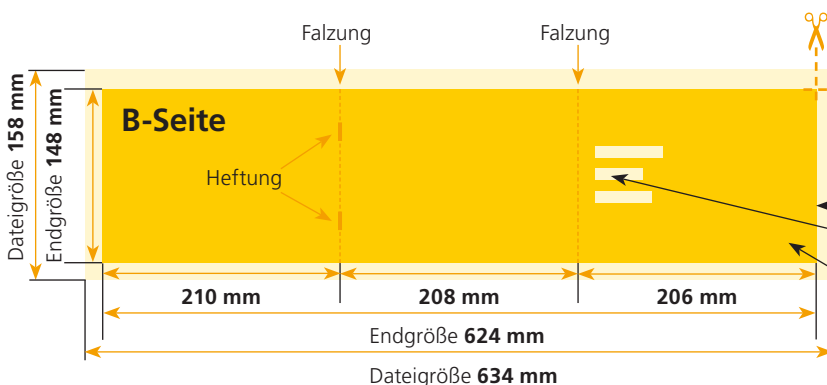 Falzung
Falzung
Dateigröße 158 mm
Endgröße 148 mm
B-Seite
Heftung
210 mm
208 mm
206 mm
Endgröße 624 mm
Dateigröße 634 mm